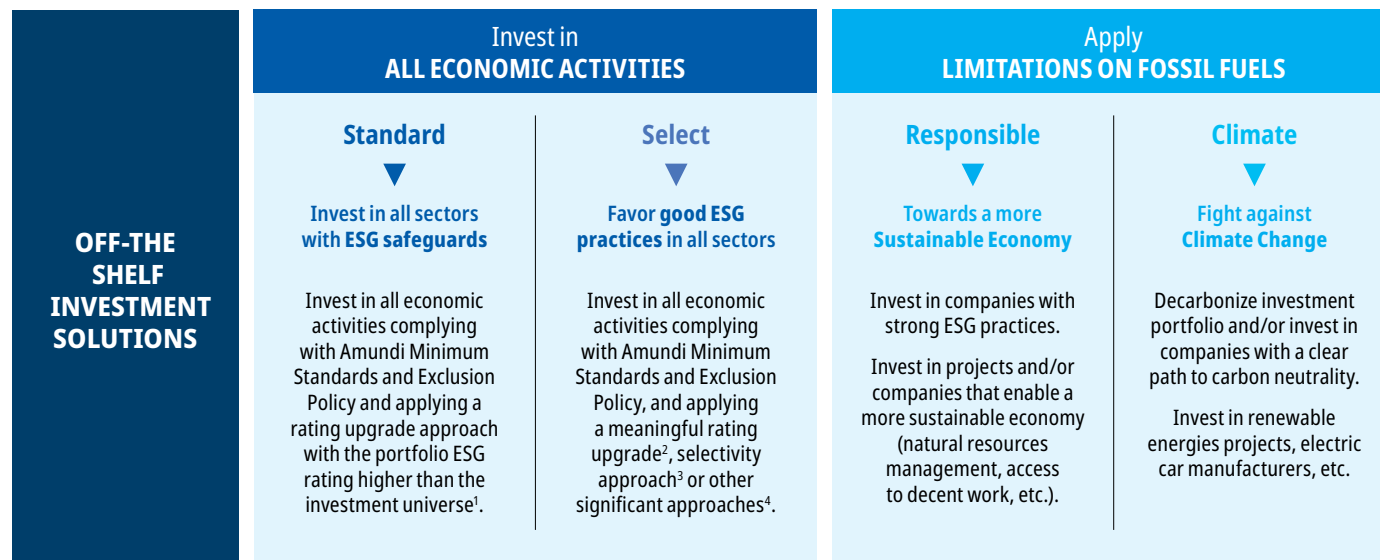 OFF-THE
SHELF
INVESTMENT
SOLUTIONS
Invest in
ALL ECONOMIC ACTIVITIES
Standard
Invest in all sectors
with ESG safeguards
Invest in all economic
activities complying
with Amundi Minimum
Standards and Exclusion
Policy and applying a
rating upgrade approach
with the portfolio ESG
rating higher than the
investment universe¹.
Select
Favor good ESG
practices in all sectors
Invest in all economic
activities complying
with Amundi Minimum
Standards and Exclusion
Policy, and applying
a meaningful rating
upgrade², selectivity
approach³ or other
significant approaches⁴.
Apply
LIMITATIONS ON FOSSIL FUELS
Responsible
Towards a more
Sustainable Economy
Invest in companies with
strong ESG practices.
Invest in projects and/or
companies that enable a
more sustainable economy
(natural resources
management, access
to decent work, etc.).
Climate
Fight against
Climate Change
Decarbonize investment
portfolio and/or invest in
companies with a clear
path to carbon neutrality.
Invest in renewable
energies projects, electric
car manufacturers, etc.